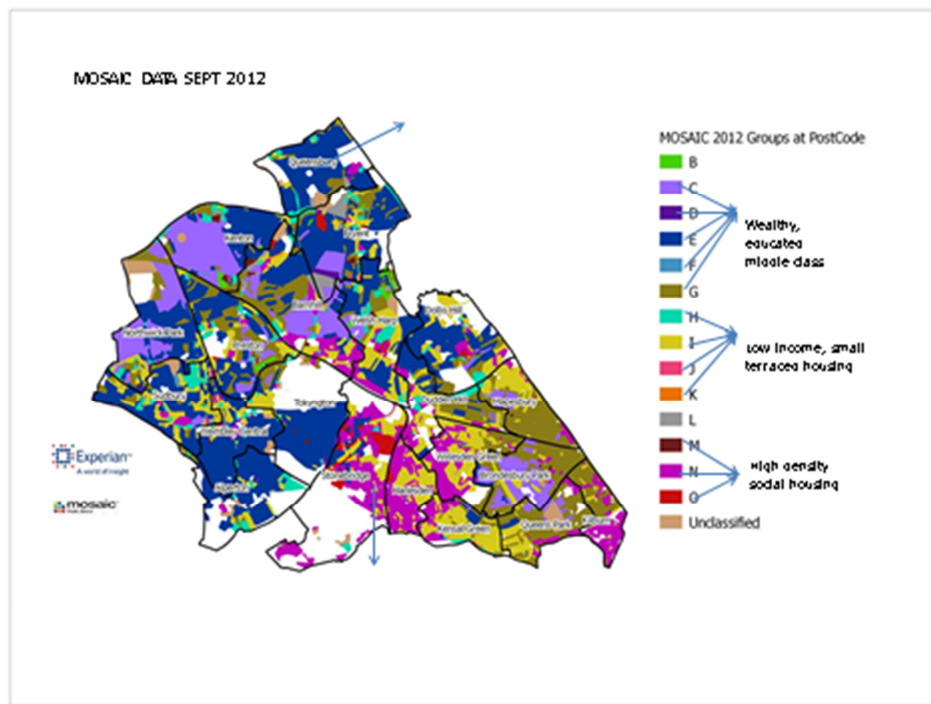 MOSAIC DATA SEPT 2012
MOSAIC 2012 Groups at PostCode
B
C
D
E
F
G
H
I
J
K
L
M
N
O
Unclassified
Wealthy,
educated
middle class
Low income, small
terraced housing
High density
social housing
Queensbury
Kenton
Fryent
Barnhill
Welsh Harp
Dollis Hill
Northwick Park
Preston
Sudbury
Tokyngton
Wembley Central
Dudden Hill
Mapesbury
Stonebridge
Willesden Green
Brondesbury Park
Alperton
Harlesden
Kensal Green
Queens Park
Kilburn
Experian
A world of insight
mosaic